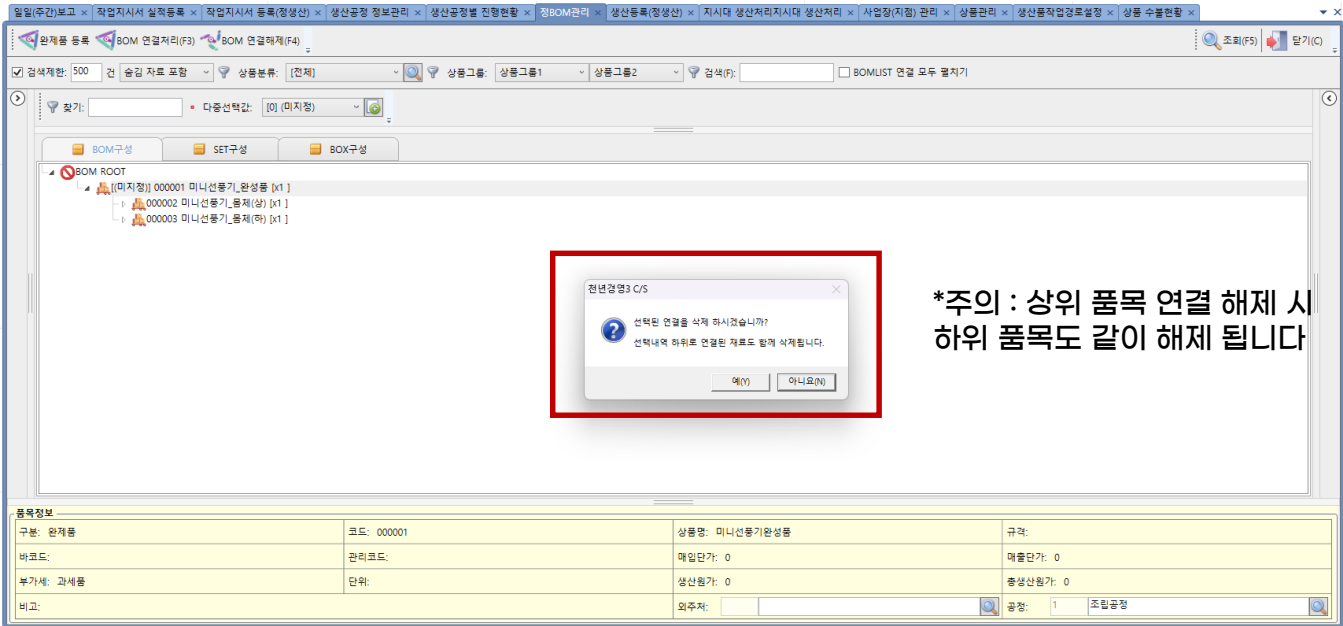 일일(주간)보고 × 작업지시서 실적등록 × 작업지시서 등록(정생산) × 생산공정 정보관리 × 생산공정별 진행현황 × 정BOM관리 × 생산등록(정생산) × 지시대 생산처리지시대 생산처리 × 사업장(지점) 관리 × 상품관리 × 생산품작업경로설정 × 상품 수불현황 ×
완제품 등록 BOM 연결처리(F3) BOM 연결해제(F4) 조회(F5) 닫기(C)
검색제한: 500 건 숨김 자료 포함 상품분류: [전체] 상품그룹: 상품그룹1 상품그룹2 검색(F): BOMLIST 연결 모두 펼치기
찾기: 다중선택값: [0] (미지정)
BOM구성 SET구성 BOX구성
BOM ROOT
[(미지정)] 000001 미니선풍기_완성품 [x1 ]
000002 미니선풍기_몸체(상) [x1 ]
000003 미니선풍기_몸체(하) [x1 ]
천년경영3 C/S
선택된 연결을 삭제 하시겠습니까?
선택내역 하위로 연결된 재료도 함께 삭제됩니다.
예(Y) 아니요(N)
*주의 : 상위 품목 연결 해제 시
하위 품목도 같이 해제 됩니다
품목정보
구분: 완제품 코드: 000001 상품명: 미니선풍기완성품 규격:
바코드: 관리코드: 매입단가: 0 매출단가: 0
부가세: 과세품 단위: 생산원가: 0 총생산원가: 0
비고: 외주처: 공정: 1 조립공정